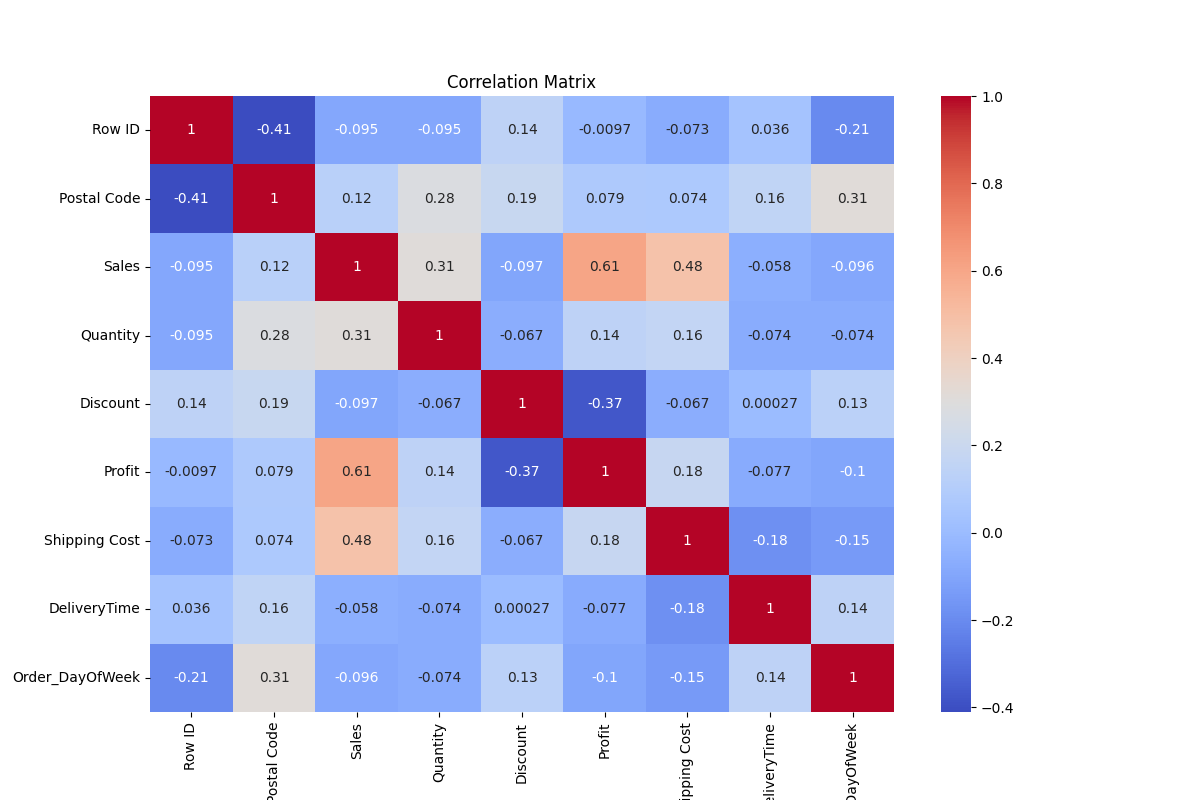 Correlation Matrix
Row ID 1 -0.41 -0.095 -0.095 0.14 -0.0097 -0.073 0.036 -0.21
Postal Code -0.41 1 0.12 0.28 0.19 0.079 0.074 0.16 0.31
Sales -0.095 0.12 1 0.31 -0.097 0.61 0.48 -0.058 -0.096
Quantity -0.095 0.28 0.31 1 -0.067 0.14 0.16 -0.074 -0.074
Discount 0.14 0.19 -0.097 -0.067 1 -0.37 -0.067 0.00027 0.13
Profit -0.0097 0.079 0.61 0.14 -0.37 1 0.18 -0.077 -0.1
Shipping Cost -0.073 0.074 0.48 0.16 -0.067 0.18 1 -0.18 -0.15
DeliveryTime 0.036 0.16 -0.058 -0.074 0.00027 -0.077 -0.18 1 0.14
Order_DayOfWeek -0.21 0.31 -0.096 -0.074 0.13 -0.1 -0.15 0.14 1
Row ID
Postal Code
Sales
Quantity
Discount
Profit
ipping Cost
eliveryTime
DayOfWeek
1.0
0.8
0.6
0.4
0.2
0.0
−0.2
−0.4